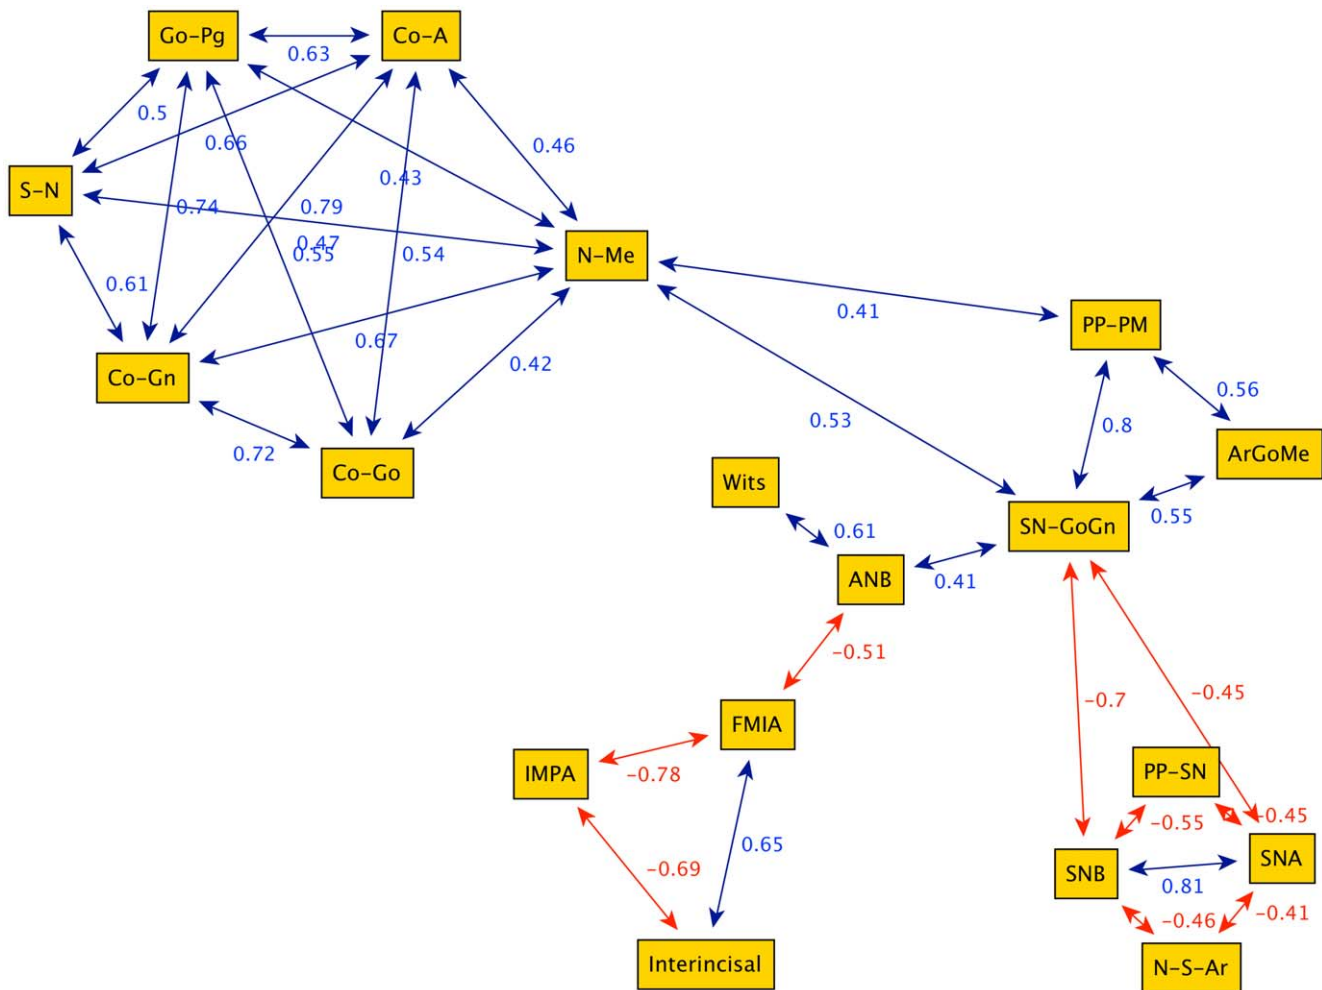 Go–Pg
Co–A
0.63
0.5
0.66
0.46
0.43
S–N
0.74
0.79
0.47
0.55
0.54
N–Me
0.61
0.41
PP–PM
0.67
0.42
Co–Gn
0.56
0.53
0.8
0.72
Co–Go
ArGoMe
Wits
0.61
SN–GoGn
0.55
ANB
0.41
–0.51
–0.7
–0.45
FMIA
IMPA
–0.78
PP–SN
–0.55
–0.45
0.65
–0.69
SNB
SNA
0.81
–0.46
–0.41
Interincisal
N–S–Ar